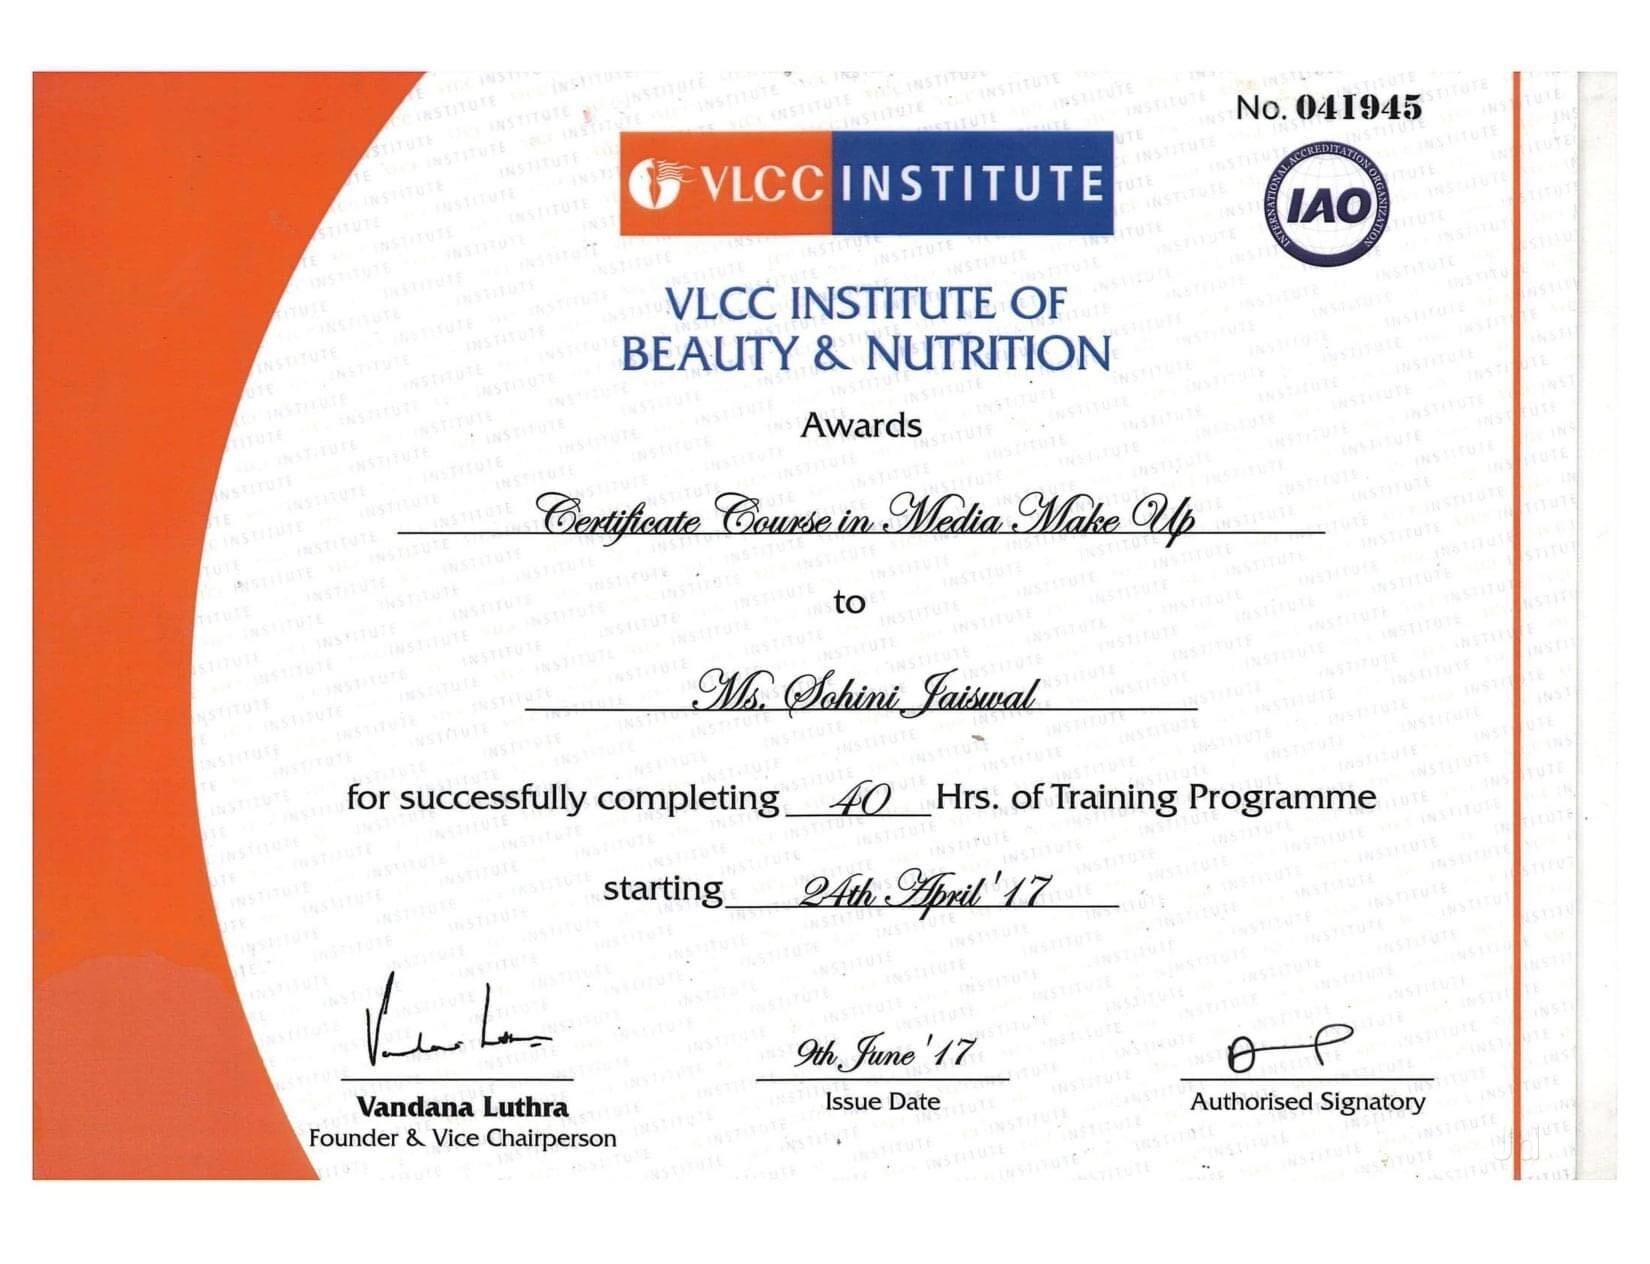 No. 041945
VLCC INSTITUTE
INTERNATIONAL ACCREDITATION ORGANIZATION
IAO
VLCC INSTITUTE OF
BEAUTY & NUTRITION
Awards
Certificate Course in Media Make Up
to
Ms. Sohini Jaiswal
for successfully completing 40 Hrs. of Training Programme
starting 24th April '17
9th June '17
Vandana Luthra
Founder & Vice Chairperson
Issue Date
Authorised Signatory
Jd